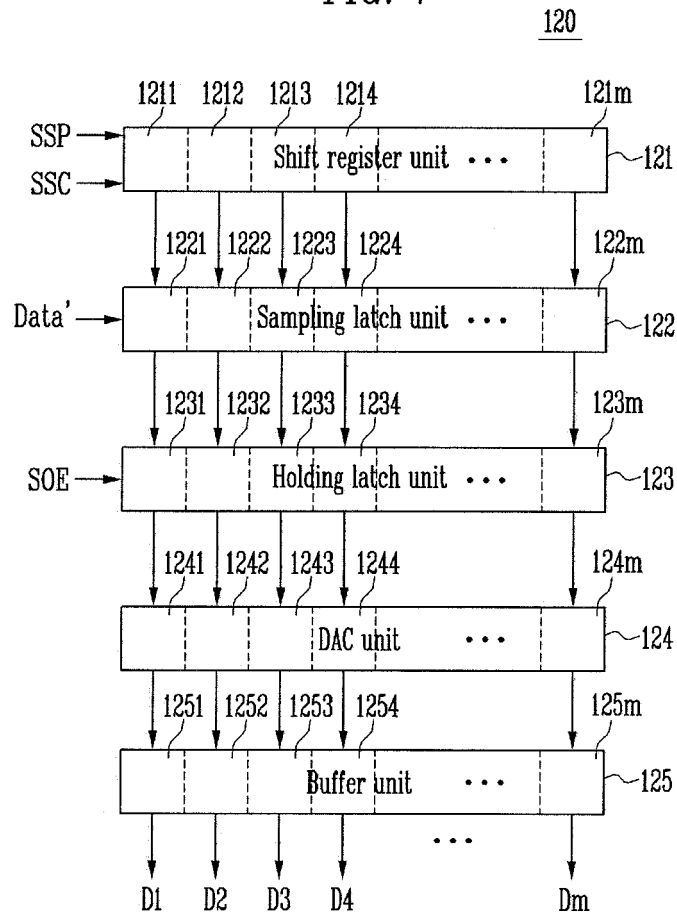 FIG. 7
120
1211 1212 1213 1214 121m
SSP
SSC
Shift register unit ••• 121
1221 1222 1223 1224 122m
Data' Sampling latch unit ••• 122
1231 1232 1233 1234 123m
SOE Holding latch unit ••• 123
1241 1242 1243 1244 124m
DAC unit ••• 124
1251 1252 1253 1254 125m
Buffer unit ••• 125
•••
D1 D2 D3 D4 Dm